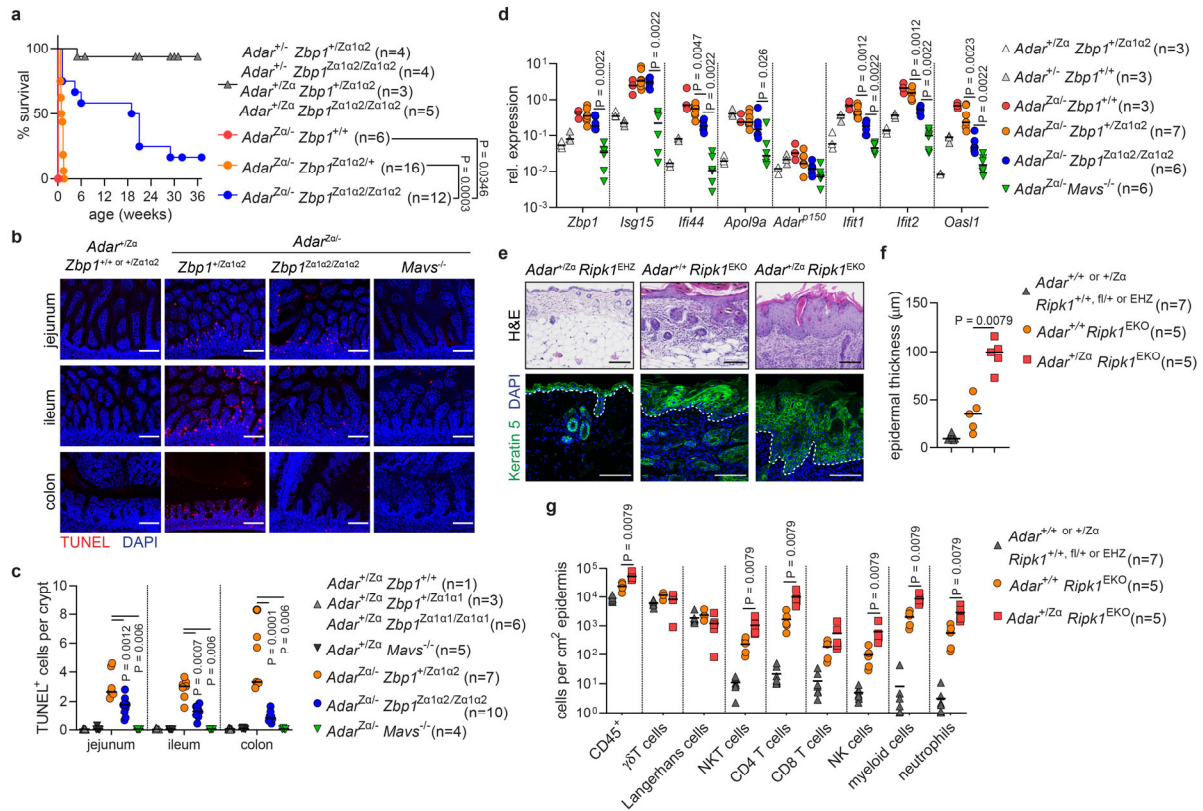 a
% survival
100
50
0
0 6 12 18 24 30 36
age (weeks)
Adar+/- Zbp1+/Zα1α2 (n=4)
Adar+/- Zbp1Zα1α2/Zα1α2 (n=4)
Adar+/Zα Zbp1+/Zα1α2 (n=3)
Adar+/Zα Zbp1Zα1α2/Zα1α2 (n=5)
AdarZα/- Zbp1+/+ (n=6)
AdarZα/- Zbp1Zα1α2/+ (n=16)
AdarZα/- Zbp1Zα1α2/Zα1α2 (n=12)
P = 0.0003
P = 0.0346
b
Adar+/Zα
Zbp1+/+ or +/Zα1α2
AdarZα/-
Zbp1+/Zα1α2
Zbp1Zα1α2/Zα1α2
Mavs-/-
jejunum
ileum
colon
TUNEL DAPI
c
TUNEL+ cells per crypt
10
8
6
4
2
0
P = 0.0012
P = 0.006
P = 0.0007
P = 0.006
P = 0.0001
P = 0.006
jejunum ileum colon
Adar+/Zα Zbp1+/+ (n=1)
Adar+/Zα Zbp1+/Zα1α1 (n=3)
Adar+/Zα Zbp1Zα1α1/Zα1α1 (n=6)
Adar+/Zα Mavs-/- (n=5)
AdarZα/- Zbp1+/Zα1α2 (n=7)
AdarZα/- Zbp1Zα1α2/Zα1α2
(n=10)
AdarZα/- Mavs-/- (n=4)
d
rel. expression
10²
10¹
10⁰
10⁻¹
10⁻²
10⁻³
P = 0.0022
P = 0.0022
P = 0.0047
P = 0.0022
P = 0.026
P = 0.0012
P = 0.0022
P = 0.0012
P = 0.0022
P = 0.0023
P = 0.0022
Zbp1 Isg15 Ifi44 Apol9a Adarp150 Ifit1 Ifit2 Oasl1
Adar+/Zα Zbp1+/Zα1α2 (n=3)
Adar+/- Zbp1+/+ (n=3)
AdarZα/- Zbp1+/+ (n=3)
AdarZα/- Zbp1+/Zα1α2 (n=7)
AdarZα/- Zbp1Zα1α2/Zα1α2
(n=6)
AdarZα/- Mavs-/- (n=6)
e
Adar+/Zα Ripk1EHZ Adar+/+ Ripk1EKO Adar+/Zα Ripk1EKO
H&E
Keratin 5 DAPI
f
epidermal thickness (µm)
150
100
50
0
P = 0.0079
Adar+/+ or +/Zα
Ripk1+/+, fl/+ or EHZ (n=7)
Adar+/+ Ripk1EKO (n=5)
Adar+/Zα Ripk1EKO (n=5)
g
cells per cm² epidermis
10⁵
10⁴
10³
10²
10¹
10⁰
P = 0.0079
P = 0.0079
P = 0.0079
P = 0.0079
P = 0.0079
P = 0.0079
CD45+
γδT cells
Langerhans cells
NKT cells
CD4 T cells
CD8 T cells
NK cells
myeloid cells
neutrophils
Adar+/+ or +/Zα
Ripk1+/+, fl/+ or EHZ (n=7)
Adar+/+ Ripk1EKO (n=5)
Adar+/Zα Ripk1EKO (n=5)